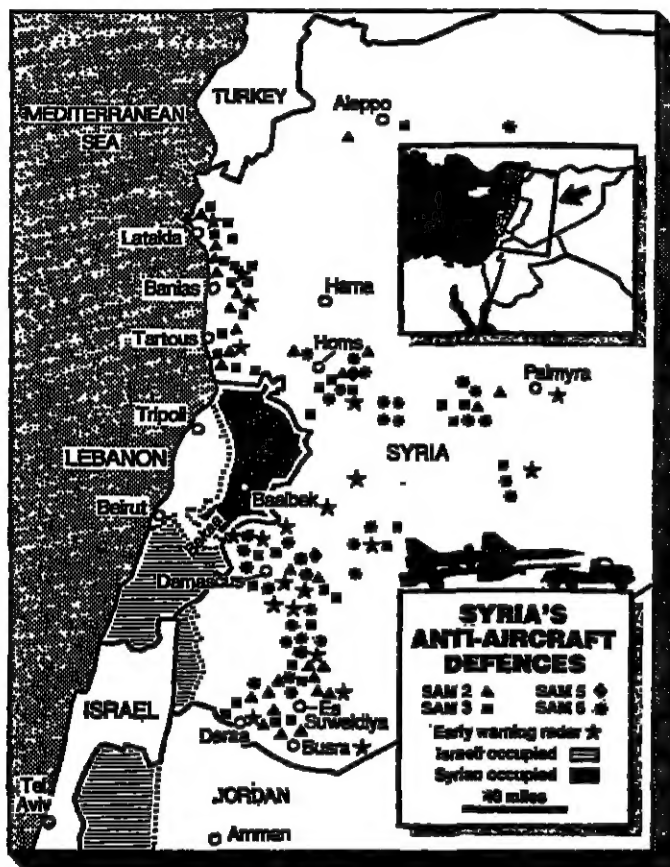 TURKEY
Aleppo
MEDITERRANEAN
SEA
Latakia
Banias
Hama
Tartous
Homs
Palmyra
Tripoli
SYRIA
LEBANON
Baalbek
Beirut
Damascus
SYRIA'S
ANTI-AIRCRAFT
DEFENCES
SAM 2 SAM 5
SAM 3 SAM 6
Early warning radar
Israeli occupied
Syrian occupied
miles
ISRAEL
Es
Suweidiya
Deraa
Busra
Tel
Aviv
JORDAN
Amman